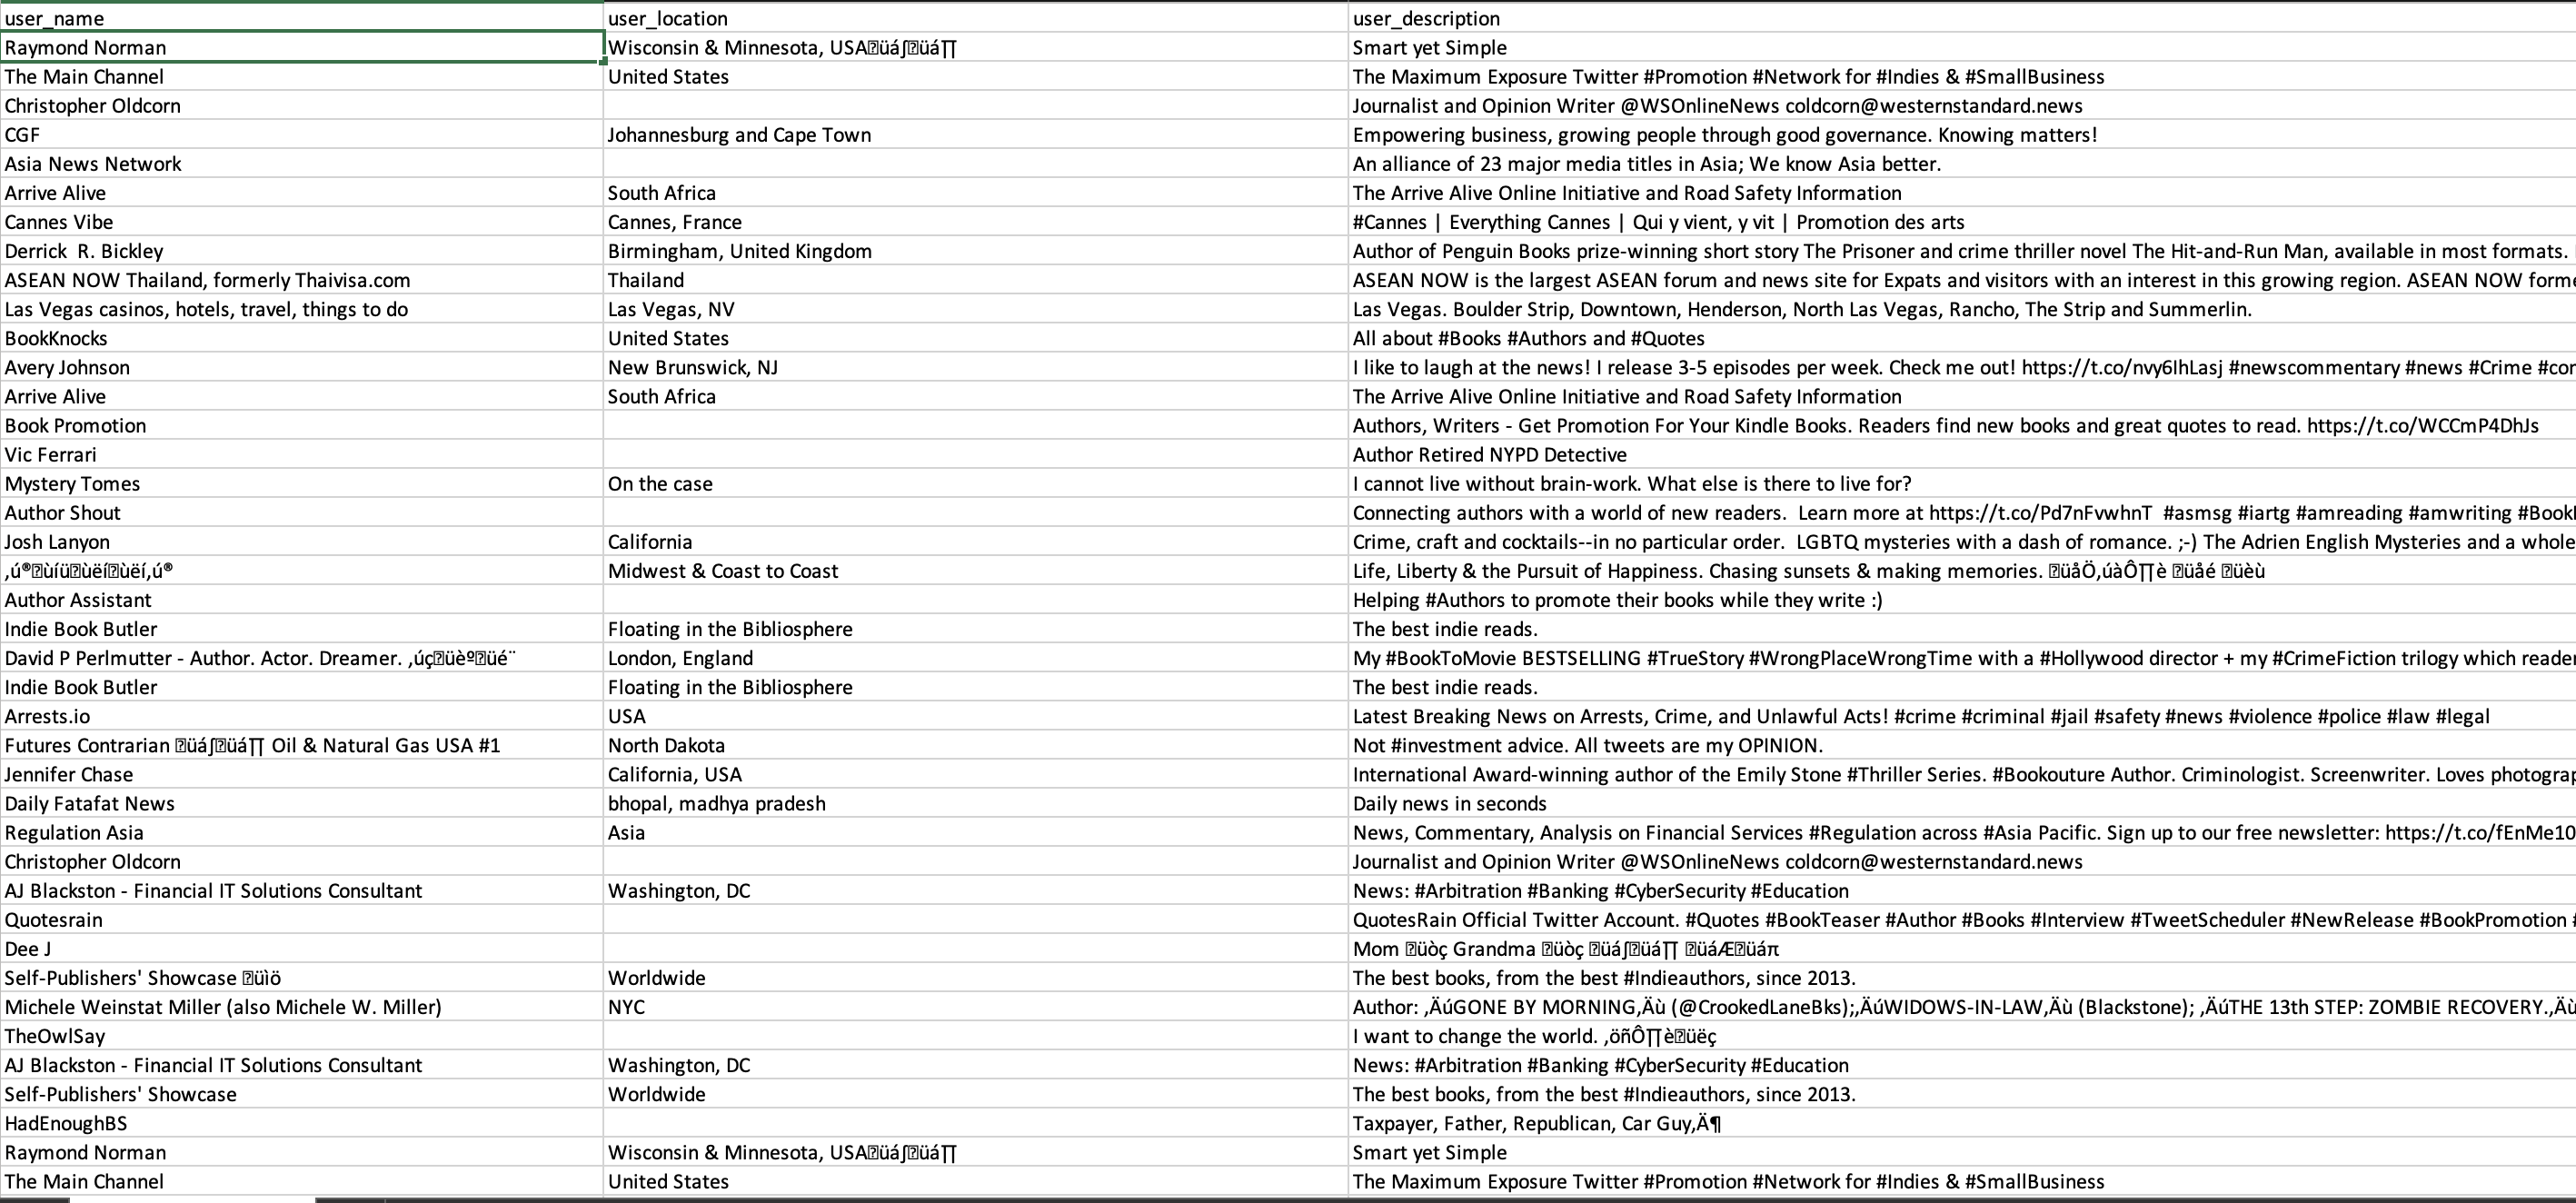 user_name user_location user_description
Raymond Norman Wisconsin & Minnesota, USA�üá∫�üá∏ Smart yet Simple
The Main Channel United States The Maximum Exposure Twitter #Promotion #Network for #Indies & #SmallBusiness
Christopher Oldcorn Journalist and Opinion Writer @WSOnlineNews coldcorn@westernstandard.news
CGF Johannesburg and Cape Town Empowering business, growing people through good governance. Knowing matters!
Asia News Network An alliance of 23 major media titles in Asia; We know Asia better.
Arrive Alive South Africa The Arrive Alive Online Initiative and Road Safety Information
Cannes Vibe Cannes, France #Cannes | Everything Cannes | Qui y vient, y vit | Promotion des arts
Derrick  R. Bickley Birmingham, United Kingdom Author of Penguin Books prize-winning short story The Prisoner and crime thriller novel The Hit-and-Run Man, available in most formats.
ASEAN NOW Thailand, formerly Thaivisa.com Thailand ASEAN NOW is the largest ASEAN forum and news site for Expats and visitors with an interest in this growing region. ASEAN NOW forme
Las Vegas casinos, hotels, travel, things to do Las Vegas, NV Las Vegas. Boulder Strip, Downtown, Henderson, North Las Vegas, Rancho, The Strip and Summerlin.
BookKnocks United States All about #Books #Authors and #Quotes
Avery Johnson New Brunswick, NJ I like to laugh at the news! I release 3-5 episodes per week. Check me out! https://t.co/nvy6IhLasj #newscommentary #news #Crime #con
Arrive Alive South Africa The Arrive Alive Online Initiative and Road Safety Information
Book Promotion Authors, Writers - Get Promotion For Your Kindle Books. Readers find new books and great quotes to read. https://t.co/WCCmP4DhJs
Vic Ferrari Author Retired NYPD Detective
Mystery Tomes On the case I cannot live without brain-work. What else is there to live for?
Author Shout Connecting authors with a world of new readers.  Learn more at https://t.co/Pd7nFvwhnT  #asmsg #iartg #amreading #amwriting #Book
Josh Lanyon California Crime, craft and cocktails--in no particular order.  LGBTQ mysteries with a dash of romance. ;-) The Adrien English Mysteries and a whole
‚ú®�ùíü�ùëí�ùëí‚ú® Midwest & Coast to Coast Life, Liberty & the Pursuit of Happiness. Chasing sunsets & making memories. �üåÖ‚úàÔ∏è �üåé �üèù
Author Assistant Helping #Authors to promote their books while they write :)
Indie Book Butler Floating in the Bibliosphere The best indie reads.
David P Perlmutter - Author. Actor. Dreamer. ‚úç�üèº�üé¨ London, England My #BookToMovie BESTSELLING #TrueStory #WrongPlaceWrongTime with a #Hollywood director + my #CrimeFiction trilogy which reader
Indie Book Butler Floating in the Bibliosphere The best indie reads.
Arrests.io USA Latest Breaking News on Arrests, Crime, and Unlawful Acts! #crime #criminal #jail #safety #news #violence #police #law #legal
Futures Contrarian �üá∫�üá∏ Oil & Natural Gas USA #1 North Dakota Not #investment advice. All tweets are my OPINION.
Jennifer Chase California, USA International Award-winning author of the Emily Stone #Thriller Series. #Bookouture Author. Criminologist. Screenwriter. Loves photograp
Daily Fatafat News bhopal, madhya pradesh Daily news in seconds
Regulation Asia Asia News, Commentary, Analysis on Financial Services #Regulation across #Asia Pacific. Sign up to our free newsletter: https://t.co/fEnMe10
Christopher Oldcorn Journalist and Opinion Writer @WSOnlineNews coldcorn@westernstandard.news
AJ Blackston - Financial IT Solutions Consultant Washington, DC News: #Arbitration #Banking #CyberSecurity #Education
Quotesrain QuotesRain Official Twitter Account. #Quotes #BookTeaser #Author #Books #Interview #TweetScheduler #NewRelease #BookPromotion #
Dee J Mom �üòç Grandma �üòç �üá∫�üá∏ �üáÆ�üáπ
Self-Publishers' Showcase �üìö Worldwide The best books, from the best #Indieauthors, since 2013.
Michele Weinstat Miller (also Michele W. Miller) NYC Author: ‚ÄúGONE BY MORNING‚Äù (@CrookedLaneBks);‚ÄúWIDOWS-IN-LAW‚Äù (Blackstone); ‚ÄúTHE 13th STEP: ZOMBIE RECOVERY.‚Äù
TheOwlSay I want to change the world. ‚öñÔ∏è�üëç
AJ Blackston - Financial IT Solutions Consultant Washington, DC News: #Arbitration #Banking #CyberSecurity #Education
Self-Publishers' Showcase Worldwide The best books, from the best #Indieauthors, since 2013.
HadEnoughBS Taxpayer, Father, Republican, Car Guy‚Ä¶
Raymond Norman Wisconsin & Minnesota, USA�üá∫�üá∏ Smart yet Simple
The Main Channel United States The Maximum Exposure Twitter #Promotion #Network for #Indies & #SmallBusiness